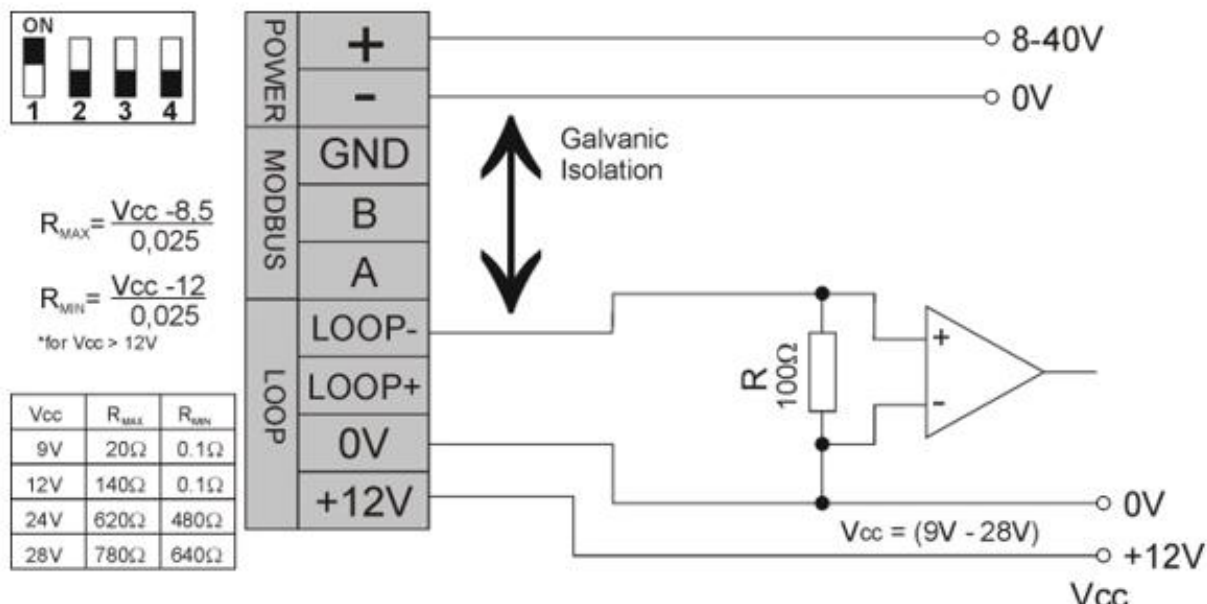 ON
1 2 3 4
POWER
+
-
8-40V
0V
MODBUS
GND
B
A
Galvanic
Isolation
RMAX= Vcc -8,5
0,025
RMIN= Vcc -12
0,025
*for Vcc > 12V
LOOP
LOOP-
LOOP+
0V
+12V
R
100Ω
+
-
Vcc RMAX RMIN
9V 20Ω 0.1Ω
12V 140Ω 0.1Ω
24V 620Ω 480Ω
28V 780Ω 640Ω
0V
Vcc = (9V - 28V)
+12V
Vcc